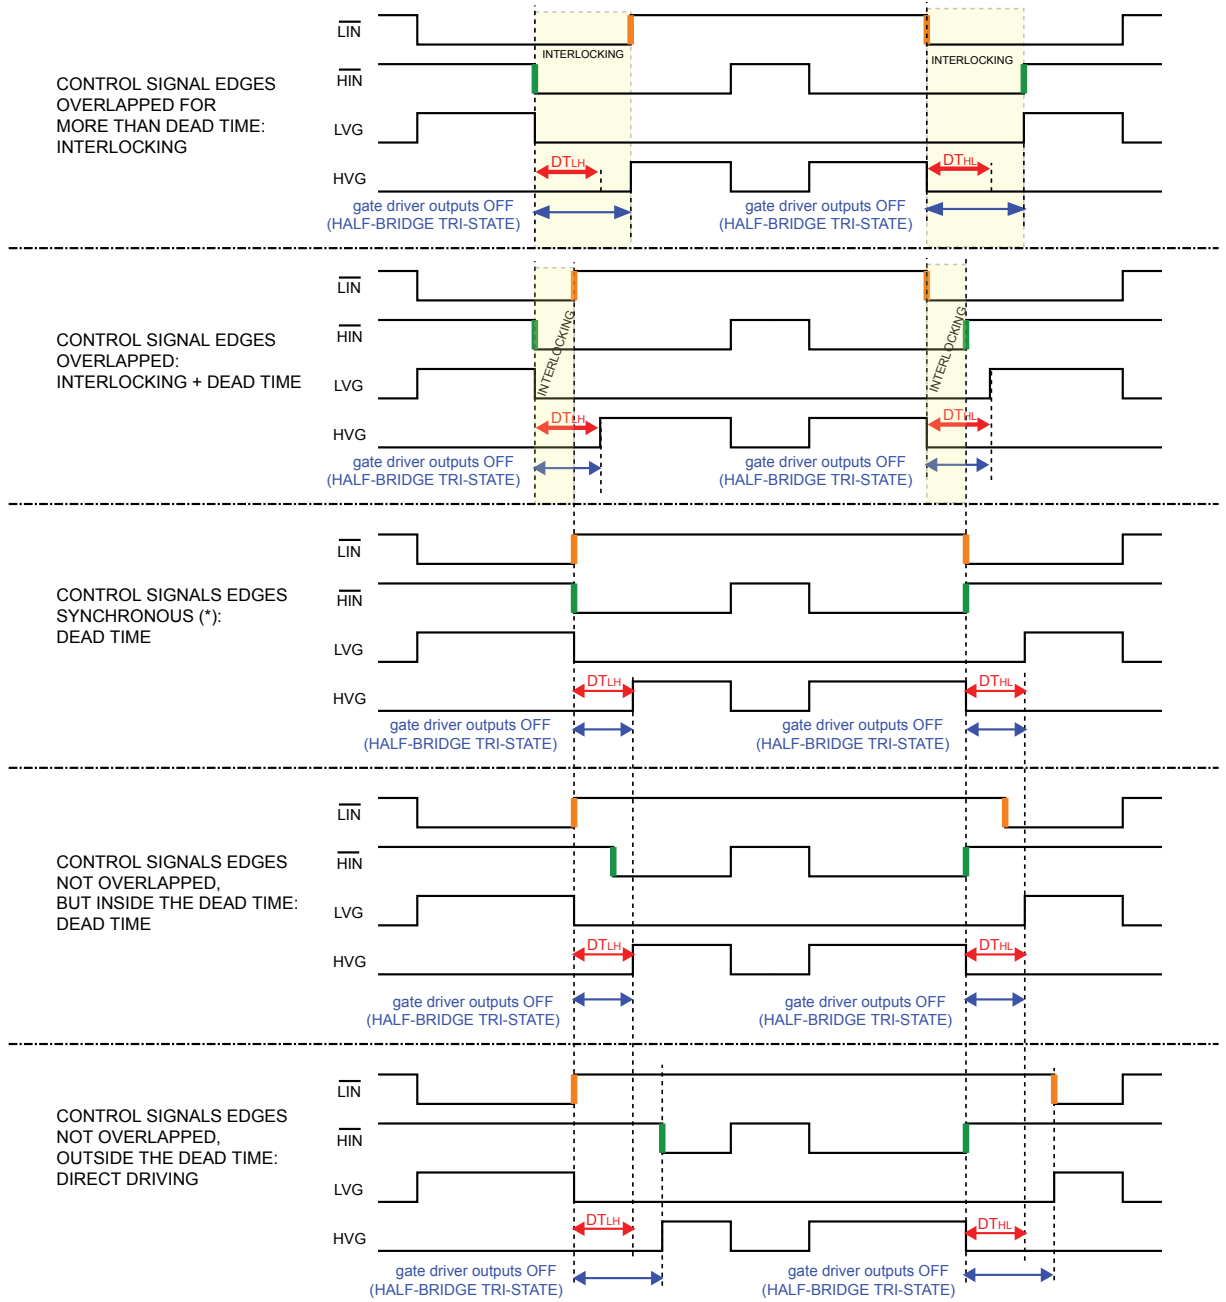 CONTROL SIGNAL EDGES
OVERLAPPED FOR
MORE THAN DEAD TIME:
INTERLOCKING
LIN
HIN
LVG
HVG
INTERLOCKING
INTERLOCKING
DTLH
DTHL
gate driver outputs OFF
(HALF-BRIDGE TRI-STATE)
gate driver outputs OFF
(HALF-BRIDGE TRI-STATE)
CONTROL SIGNAL EDGES
OVERLAPPED:
INTERLOCKING + DEAD TIME
LIN
HIN
LVG
HVG
INTERLOCKING
INTERLOCKING
DTLH
DTHL
gate driver outputs OFF
(HALF-BRIDGE TRI-STATE)
gate driver outputs OFF
(HALF-BRIDGE TRI-STATE)
CONTROL SIGNALS EDGES
SYNCHRONOUS (*):
DEAD TIME
LIN
HIN
LVG
HVG
DTLH
DTHL
gate driver outputs OFF
(HALF-BRIDGE TRI-STATE)
gate driver outputs OFF
(HALF-BRIDGE TRI-STATE)
CONTROL SIGNALS EDGES
NOT OVERLAPPED,
BUT INSIDE THE DEAD TIME:
DEAD TIME
LIN
HIN
LVG
HVG
DTLH
DTHL
gate driver outputs OFF
(HALF-BRIDGE TRI-STATE)
gate driver outputs OFF
(HALF-BRIDGE TRI-STATE)
CONTROL SIGNALS EDGES
NOT OVERLAPPED,
OUTSIDE THE DEAD TIME:
DIRECT DRIVING
LIN
HIN
LVG
HVG
DTLH
DTHL
gate driver outputs OFF
(HALF-BRIDGE TRI-STATE)
gate driver outputs OFF
(HALF-BRIDGE TRI-STATE)